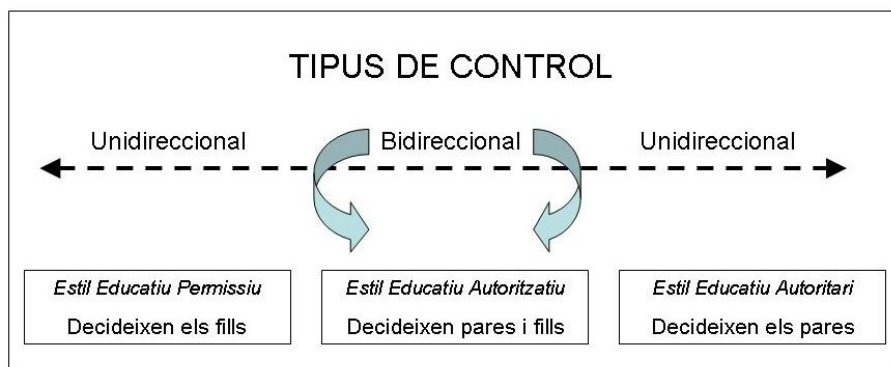 TIPUS DE CONTROL
Unidireccional Bidireccional Unidireccional
Estil Educatiu Permissiu
Decideixen els fills
Estil Educatiu Autoritzatiu
Decideixen pares i fills
Estil Educatiu Autoritari
Decideixen els pares